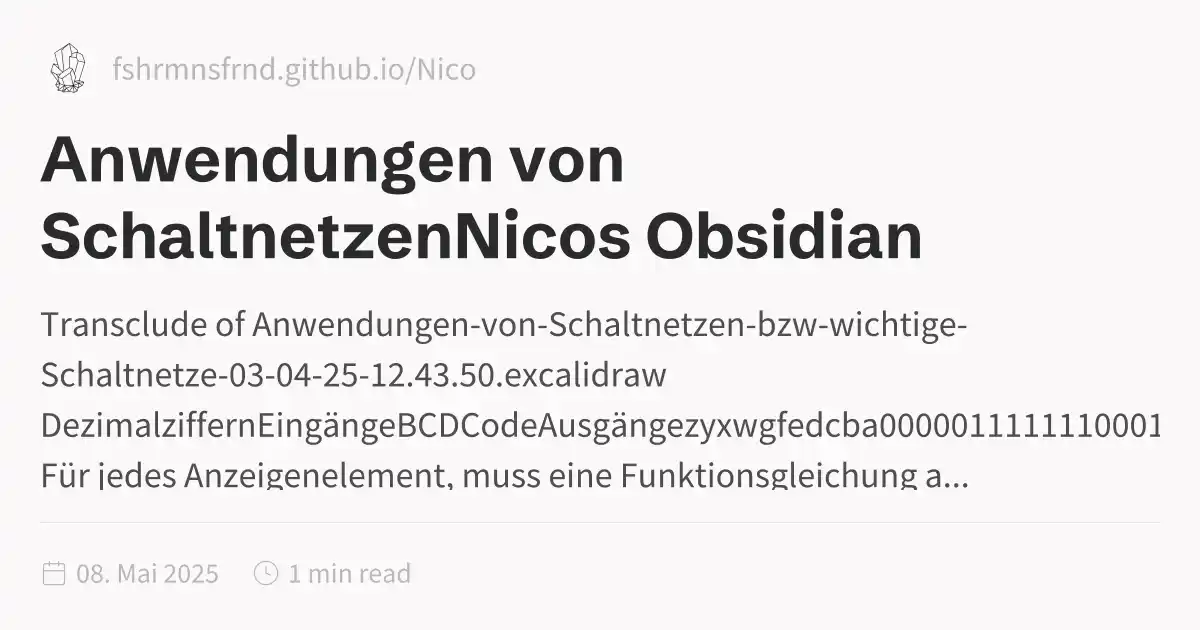 fshrmnsfrnd.github.io/Nico
Anwendungen von
SchaltnetzenNicos Obsidian
Transclude of Anwendungen-von-Schaltnetzen-bzw-wichtige-
Schaltnetze-03-04-25-12.43.50.excalidraw
DezimalziffernEingängeBCDCodeAusgängezyxwgfedcba0000011111110001
Für jedes Anzeigenelement, muss eine Funktionsgleichung a...
08. Mai 2025
1 min read